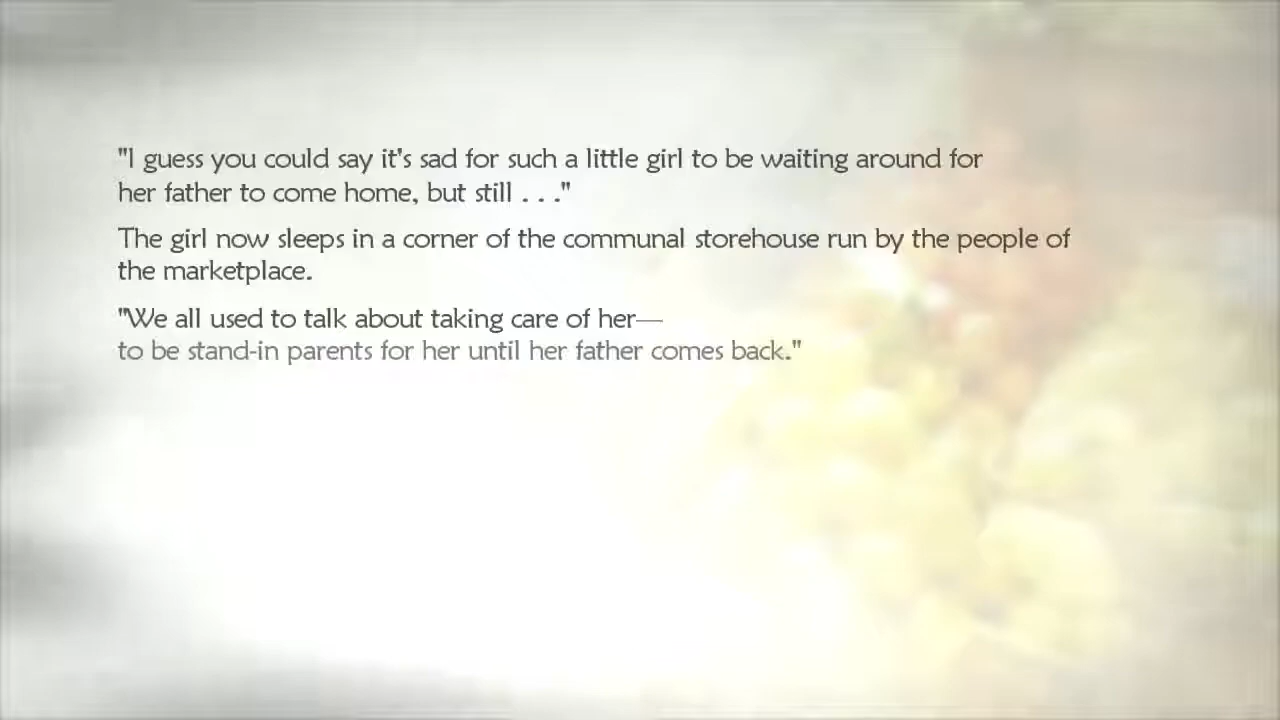 "I guess you could say it's sad for such a little girl to be waiting around for
her father to come home, but still . . ."
The girl now sleeps in a corner of the communal storehouse run by the people of
the marketplace.
"We all used to talk about taking care of her—
to be stand-in parents for her until her father comes back."